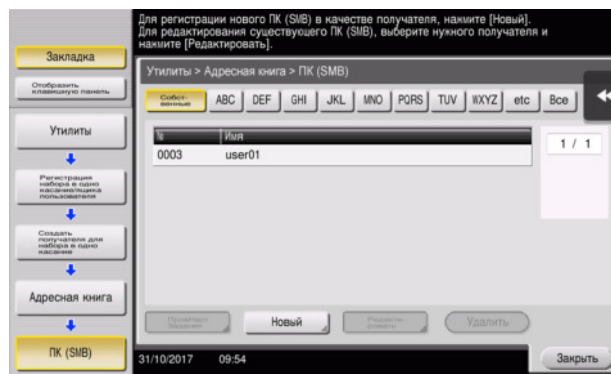 Для регистрации нового ПК (SMB) в качестве получателя, нажмите [Новый].
Для редактирования существующего ПК (SMB), выберите нужного получателя и
нажмите [Редактировать].
Закладка
Отобразить
клавишную панель
Утилиты
Регистрация
набора в одно
касание/ящика
пользователя
Создать
получателя для
набора в одно
касание
Адресная книга
ПК (SMB)
Утилиты > Адресная книга > ПК (SMB)
Собст-
венные
ABC DEF GHI JKL MNO PQRS TUV WXYZ etc Все
№ Имя
0003 user01
1 / 1
Новый
Удалить
31/10/2017 09:54
Закрыть